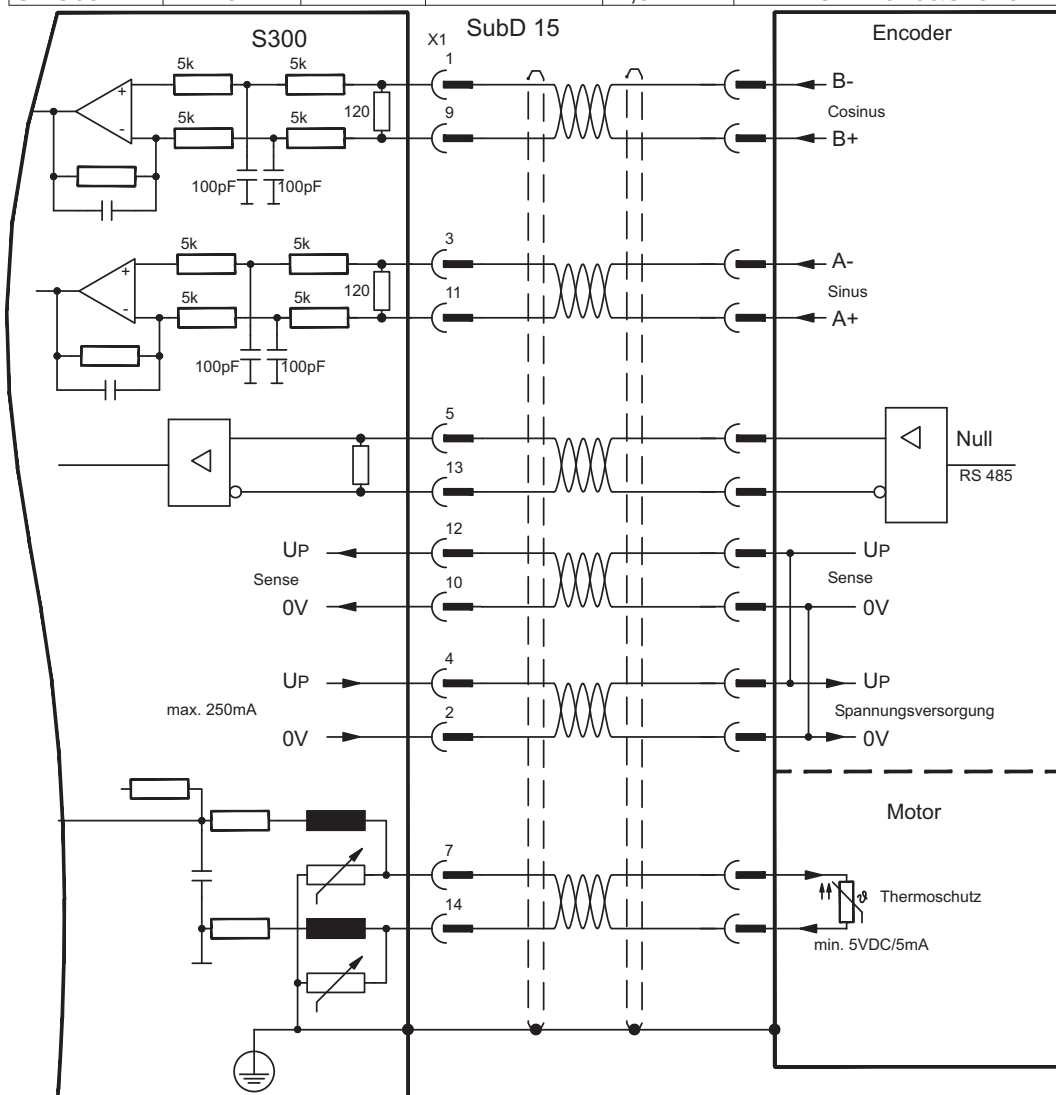 S300
SubD 15
Encoder
X1
5k
5k
1
B-
+
120
Cosinus
5k
5k
9
-
B+
100pF
100pF
5k
5k
3
A-
+
120
Sinus
5k
5k
11
-
A+
100pF
100pF
5
Null
13
RS 485
UP
12
UP
Sense
Sense
0V
10
0V
UP
4
UP
max. 250mA
2
Spannungsversorgung
0V
0V
Motor
7
ϑ
Thermoschutz
14
min. 5VDC/5mA